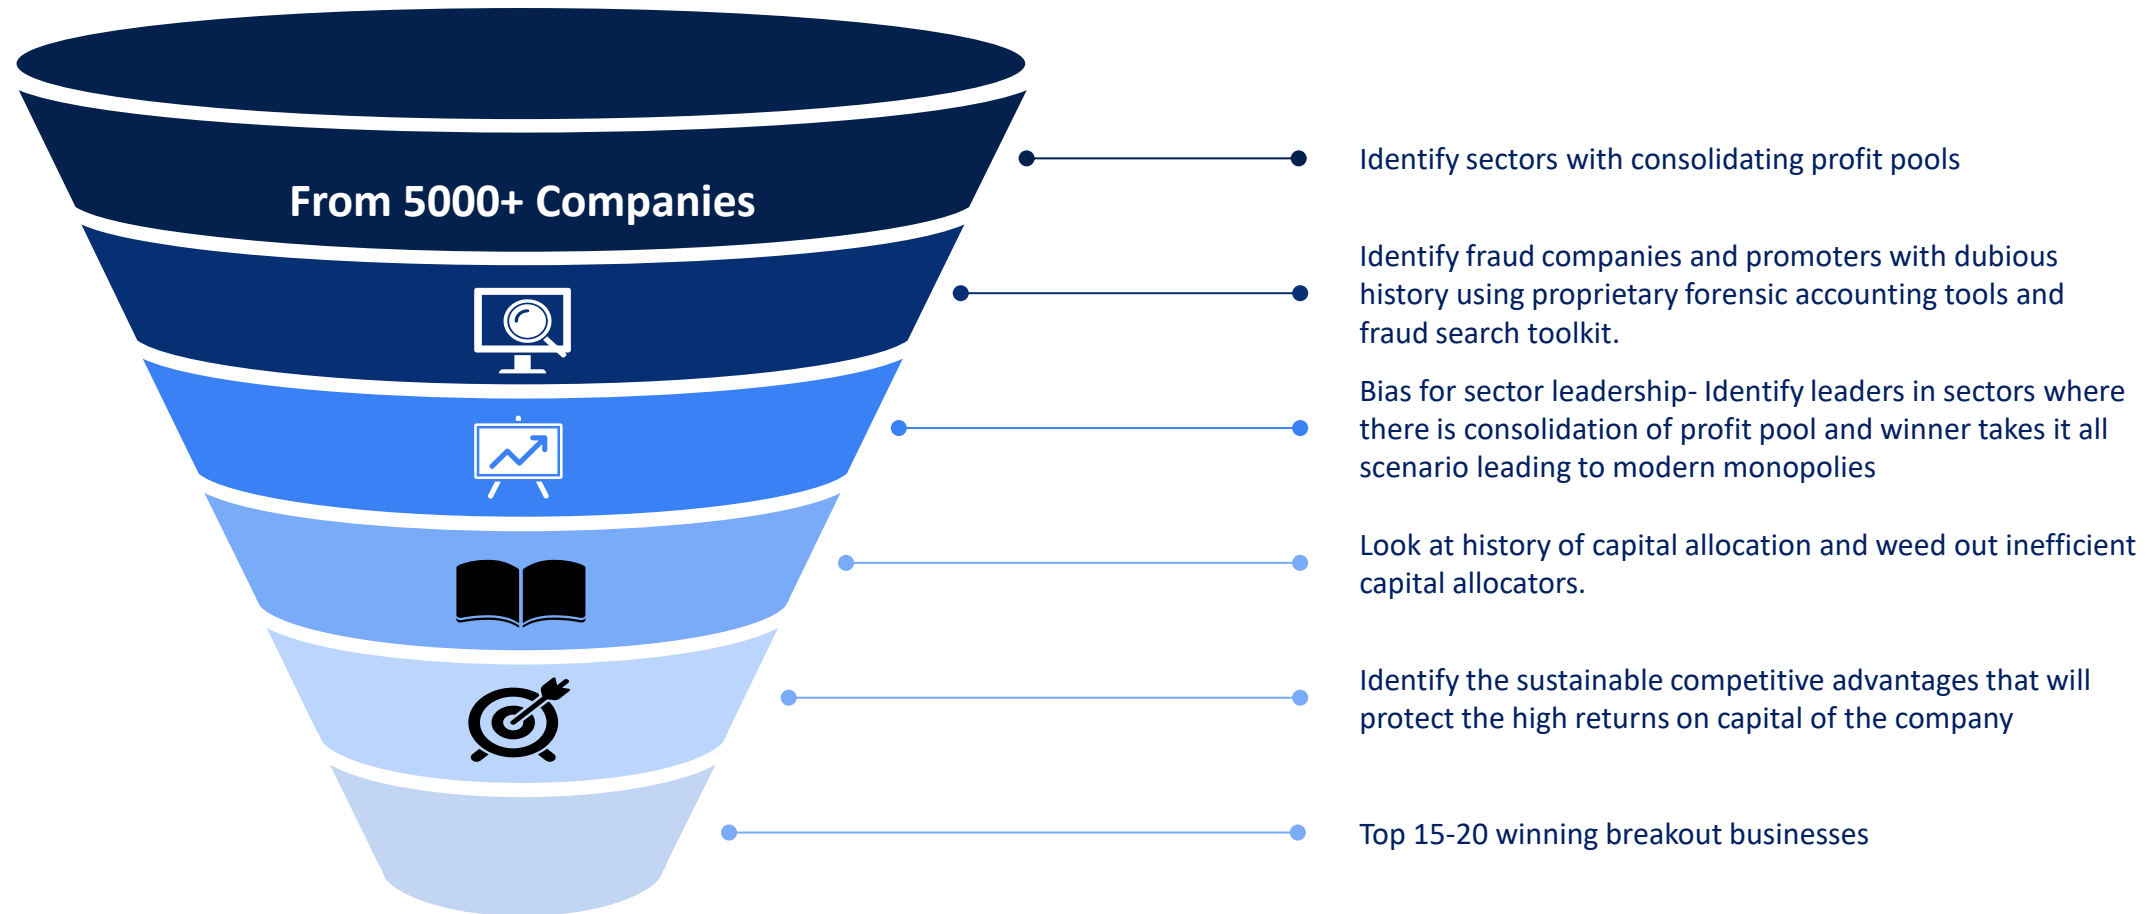 From 5000+ Companies
Identify sectors with consolidating profit pools
Identify fraud companies and promoters with dubious
history using proprietary forensic accounting tools and
fraud search toolkit.
Bias for sector leadership- Identify leaders in sectors where
there is consolidation of profit pool and winner takes it all
scenario leading to modern monopolies
Look at history of capital allocation and weed out inefficient
capital allocators.
Identify the sustainable competitive advantages that will
protect the high returns on capital of the company
Top 15-20 winning breakout businesses